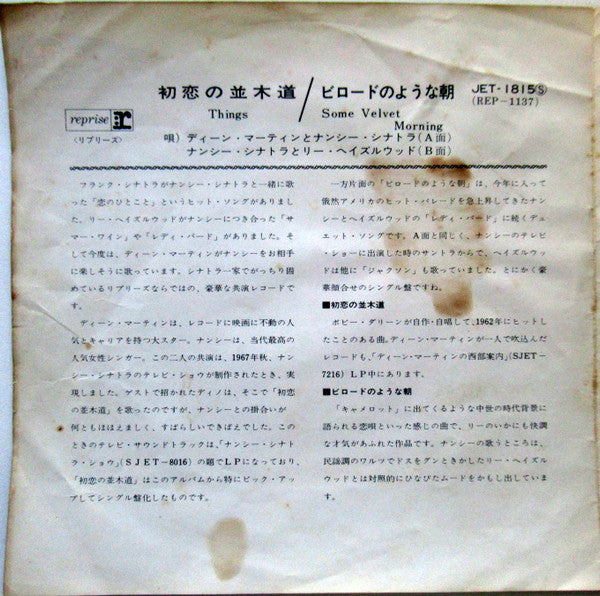 初恋の並木道/ビロードのような朝 JET-1815Ⓢ
Things Some Velvet Morning (REP-1137)
reprise r:
〈リプリーズ〉
唄) ディーン・マーティンとナンシー・シナトラ(A面)
ナンシー・シナトラとリー・ヘイズルウッド(B面)
フランク・シナトラがナンシー・シナトラと一緒に歌
った「恋のひとこと」というヒット・ソングがありまし
た。リー・ヘイズルウッドがナンシーにつき合った「サ
マー・ワイン」や「レディ・バード」がありました。そ
して今度は、ディーン・マーティンがナンシーをお相手
に楽しそうに歌っています。シナトラ一家でがっちり固
めているリプリーズならではの、豪華な共演レコードで
す。
ディーン・マーティンは、レコードに映画に不動の人
気とキャリアを持つ大スター。ナンシーは、当代最高の
人気女性シンガー。この二人の共演は、1967年秋、ナン
シー・シナトラのテレビ・ショウが制作されたとき、実
現しました。ゲストで招かれたディノは、そこで「初恋
の並木道」を歌ったのですが、ナンシーとの掛合いが
何ともほほえましく、すばらしいできばえでした。この
ときのテレビ・サウンドトラックは、「ナンシー・シナト
ラ・ショウ」(SJET-8016)の題でLPになっており、
「初恋の並木道」はこのアルバムから特にピック・アッ
プしてシングル盤化したものです。
一方片面の「ビロードのような朝」は、今年に入って
俄然アメリカのヒット・パレードを急上昇してきたナン
シーとヘイズルウッドの「レディ・バード」に続くデュ
エット・ソングです。A面と同じく、ナンシーのテレビ
・ショーに出演した時のサントラからで、ヘイズルウッ
ドは他に「ジャクソン」も歌っていました。とにかく豪
華顔合せのシングル盤ですね。
■初恋の並木道
ボビー・ダリーンが自作・自唱して、1962年にヒットし
たことのある曲。ディーン・マーティンが一人で吹込んだ
レコードも、「ディーン・マーティンの西部案内」(SJET-
7216)LP中にあります。
■ビロードのような朝
「キャメロット」に出てくるような中世の時代背景に
語られる恋唄といった感じの曲で、リーのいかにも快調
な才気があふれた作品です。ナンシーの歌うところは、
民謡調のワルツでドスをグンときかしたリー・ヘイズル
ウッドとは対照的にひなびたムードをかもし出していま
す。